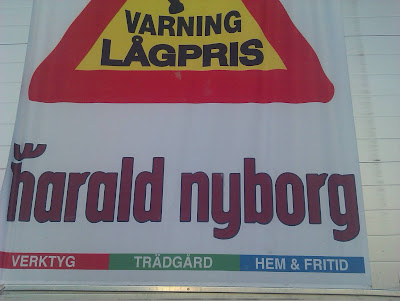 VARNING
LÅGPRIS
harald nyborg
VERKTYG TRÄDGÅRD HEM & FRITID